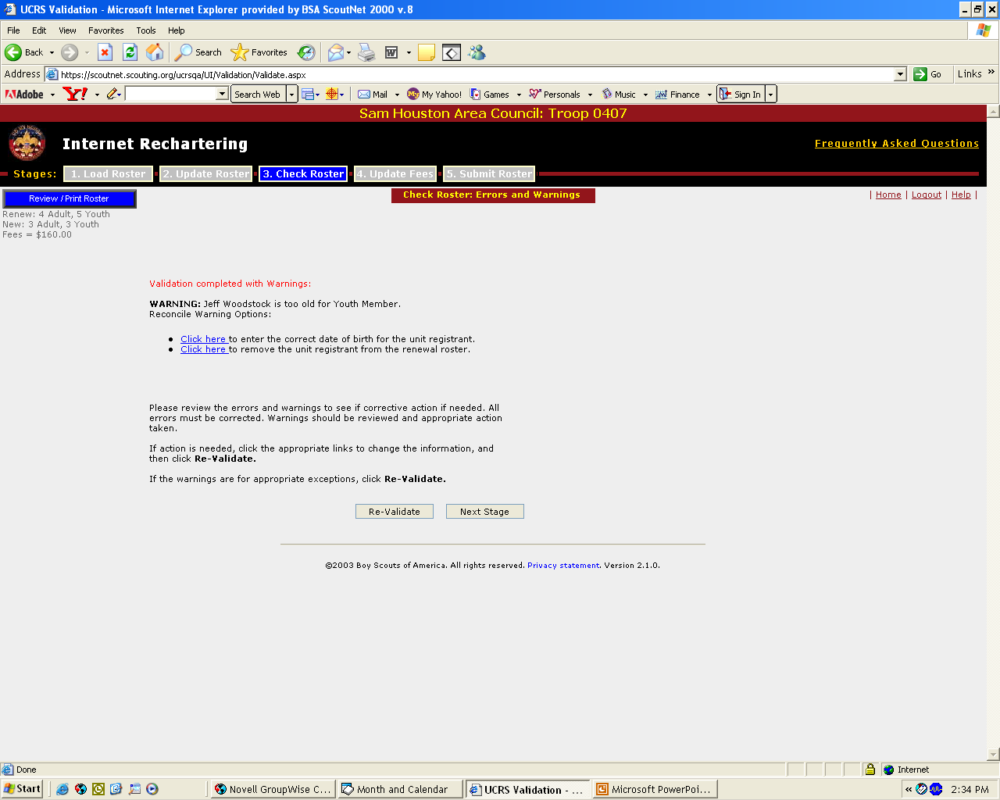 UCRS Validation - Microsoft Internet Explorer provided by BSA ScoutNet 2000 v.8
File Edit View Favorites Tools Help
Back Search Favorites
Address https://scoutnet.scouting.org/ucrsqa/UI/Validation/Validate.aspx Go Links »
Adobe Y! Search Web Mail My Yahoo! Games Personals Music Finance Sign In
Sam Houston Area Council: Troop 0407
Internet Rechartering
Frequently Asked Questions
Stages: 1. Load Roster 2. Update Roster 3. Check Roster 4. Update Fees 5. Submit Roster
Review / Print Roster
Check Roster: Errors and Warnings
| Home | Logout | Help |
Renew: 4 Adult, 5 Youth
New: 3 Adult, 3 Youth
Fees = $160.00
Validation completed with Warnings:
WARNING: Jeff Woodstock is too old for Youth Member.
Reconcile Warning Options:
• Click here to enter the correct date of birth for the unit registrant.
• Click here to remove the unit registrant from the renewal roster.
Please review the errors and warnings to see if corrective action if needed. All
errors must be corrected. Warnings should be reviewed and appropriate action
taken.
If action is needed, click the appropriate links to change the information, and
then click Re-Validate.
If the warnings are for appropriate exceptions, click Re-Validate.
Re-Validate Next Stage
©2003 Boy Scouts of America. All rights reserved. Privacy statement. Version 2.1.0.
Done Internet
Start Novell GroupWise C... Month and Calendar UCRS Validation - ... Microsoft PowerPoi... « 2:34 PM